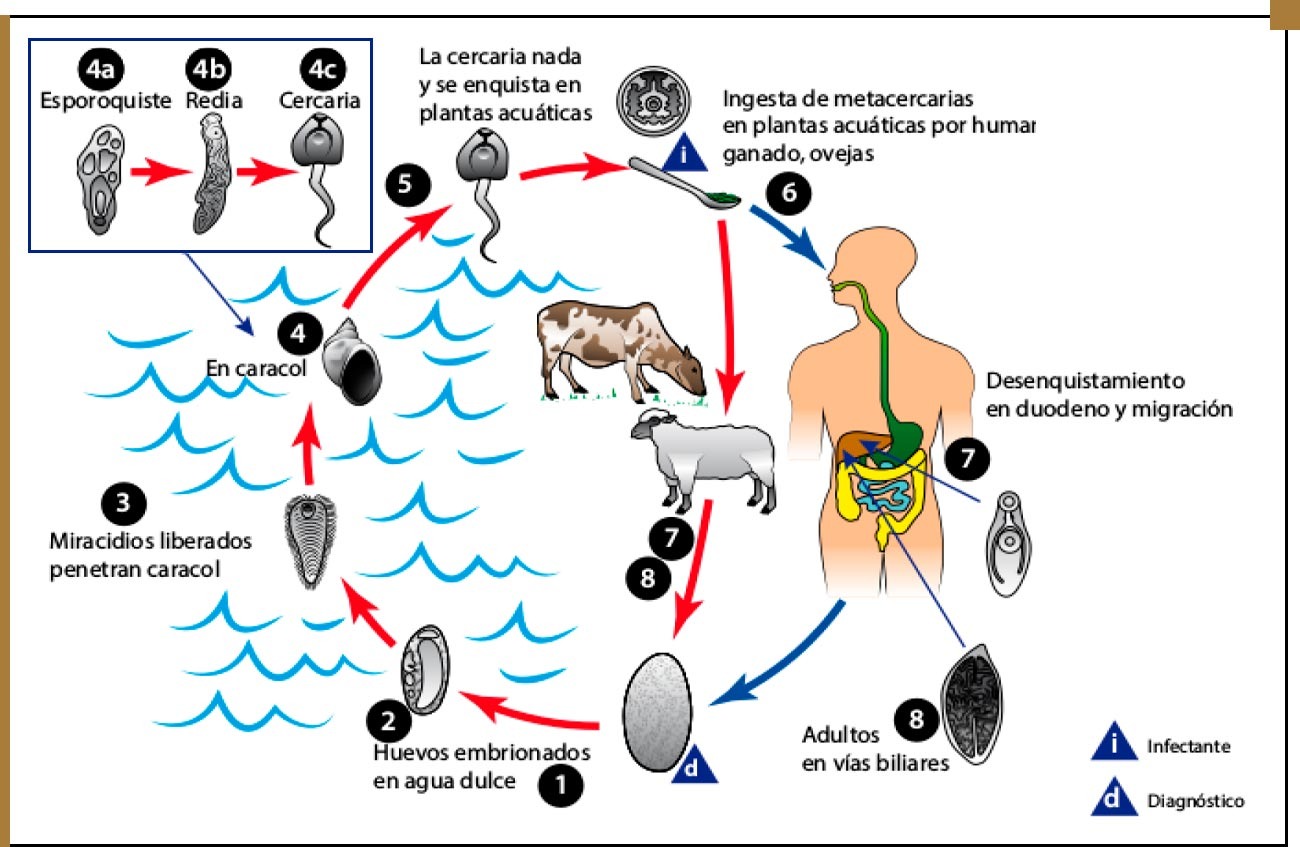 4a
4b
4c
Esporoquiste
Redia
Cercaria
La cercaria nada
y se enquista en
plantas acuáticas
5
i
Ingesta de metacercarias
en plantas acuáticas por humar
ganado, ovejas
6
4
En caracol
Desenquistamiento
en duodeno y migración
7
3
Miracidios liberados
penetran caracol
7
8
2
Huevos embrionados
en agua dulce
1
d
Adultos
en vías biliares
8
i
Infectante
d
Diagnóstico